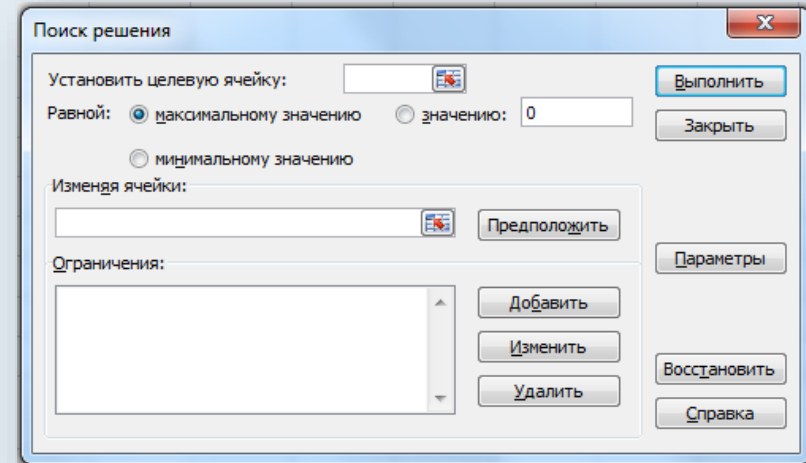 Поиск решения
Установить целевую ячейку:
Выполнить
Равной: максимальному значению значению: 0
Закрыть
минимальному значению
Изменяя ячейки:
Предположить
Ограничения:
Параметры
Добавить
Изменить
Удалить
Восстановить
Справка